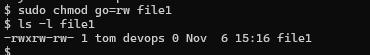 $ sudo chmod go=rw file1
$ ls -l file1
-rwxrw-rw- 1 tom devops 0 Nov  6 15:16 file1
$